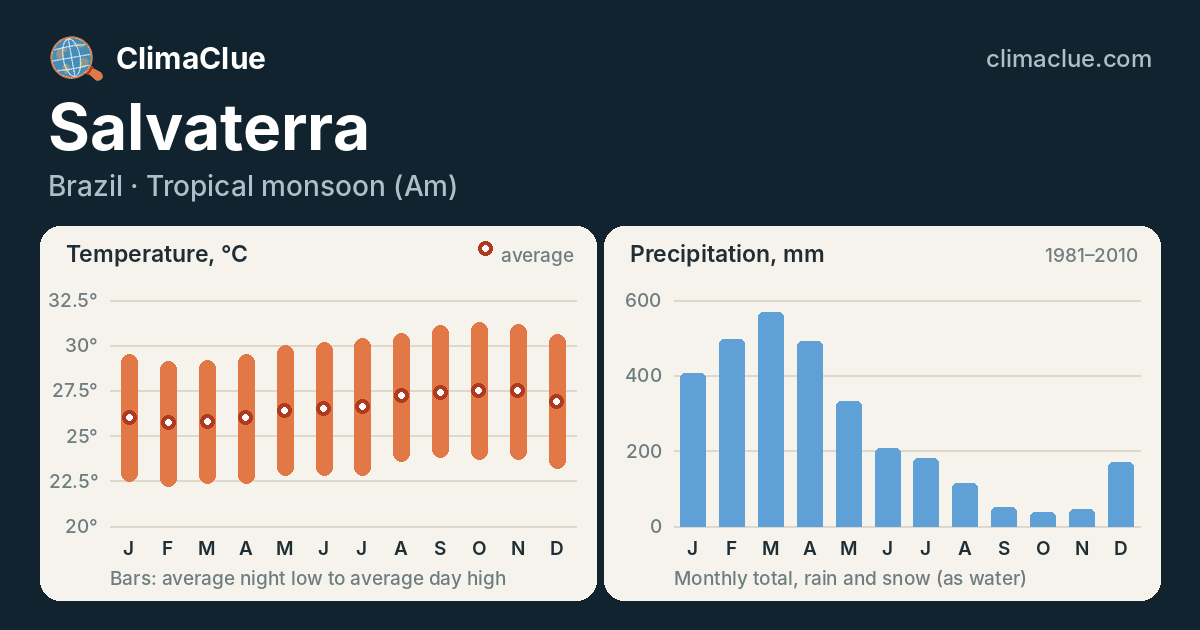 ClimaClue
climaclue.com
Salvaterra
Brazil · Tropical monsoon (Am)
Temperature, °C
average
32.5°
30°
27.5°
25°
22.5°
20°
J F M A M J J A S O N D
Bars: average night low to average day high
Precipitation, mm
1981–2010
600
400
200
0
J F M A M J J A S O N D
Monthly total, rain and snow (as water)